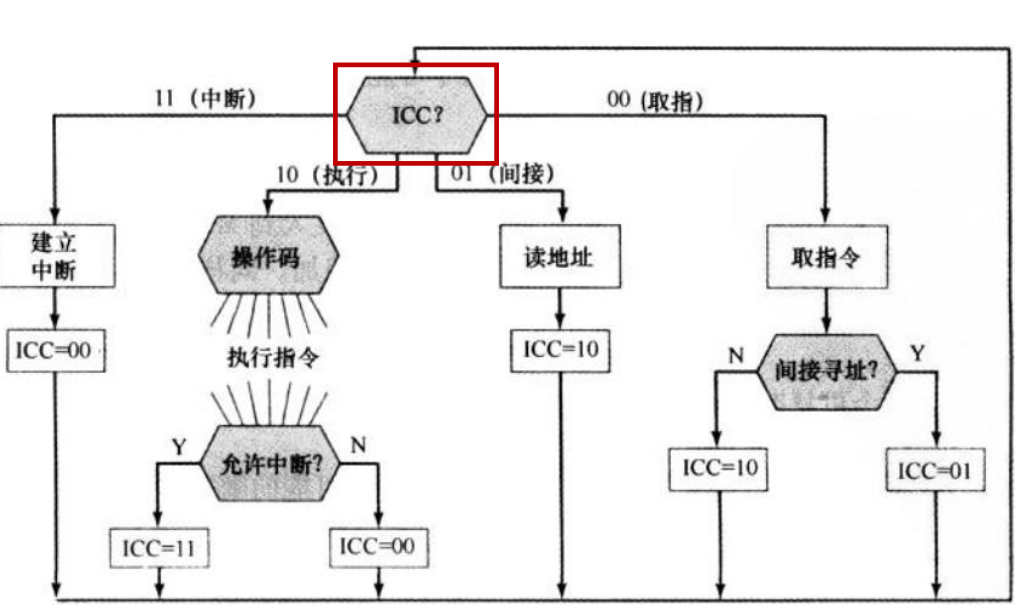 ICC?
11 (中断)
00 (取指)
10 (执行)
01 (间接)
建立
中断
操作码
读地址
取指令
ICC=00
执行指令
ICC=10
间接寻址?
N
Y
允许中断?
Y
N
ICC=10
ICC=01
ICC=11
ICC=00